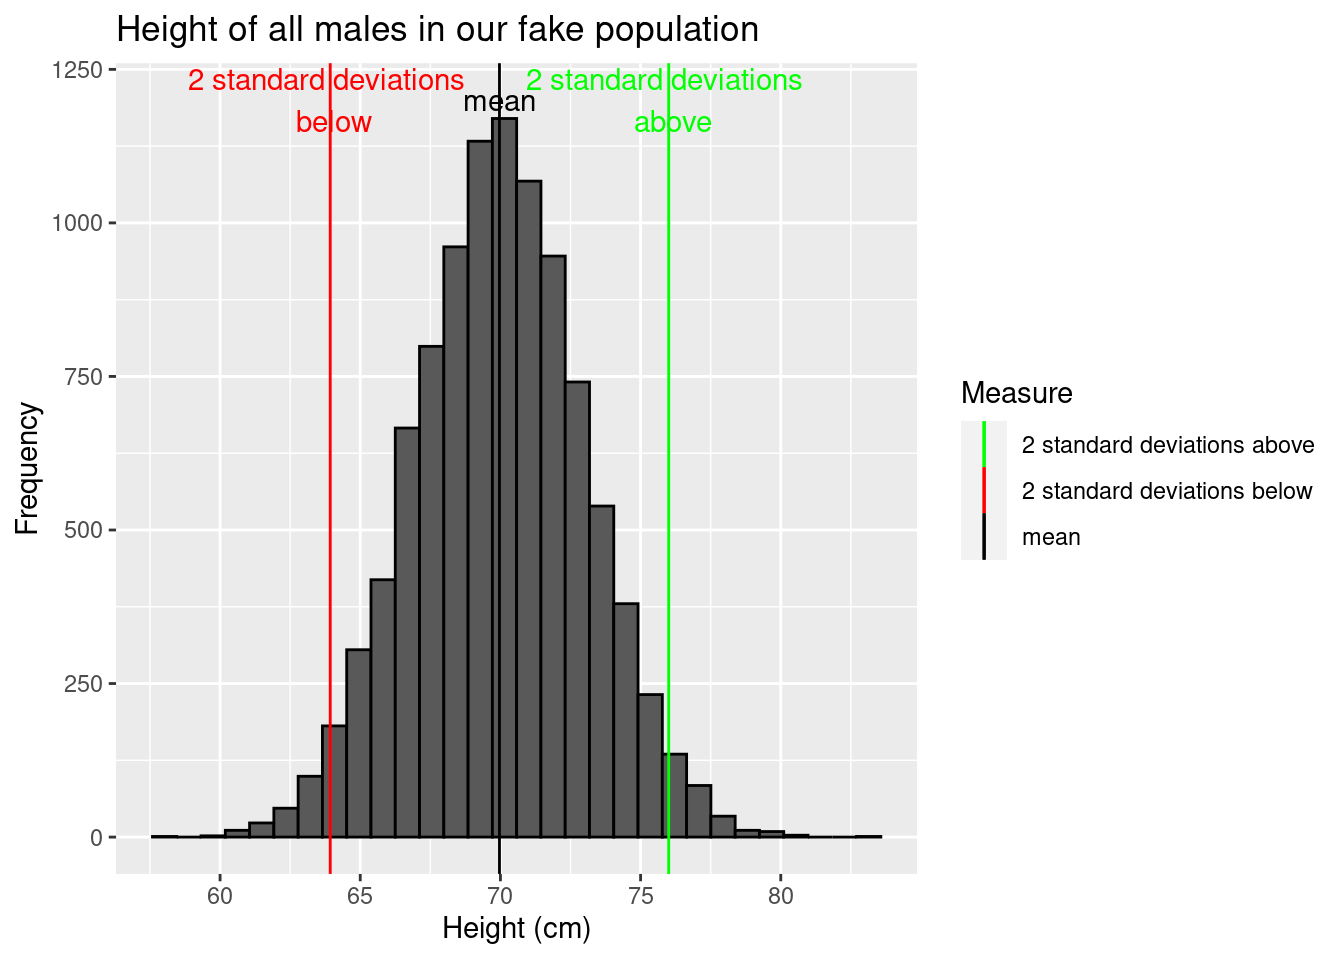 Height of all males in our fake population
1250
1000
750
500
250
0
Frequency
2 standard deviations
below
mean
2 standard deviations
above
60
65
70
75
80
Height (cm)
Measure
2 standard deviations above
2 standard deviations below
mean